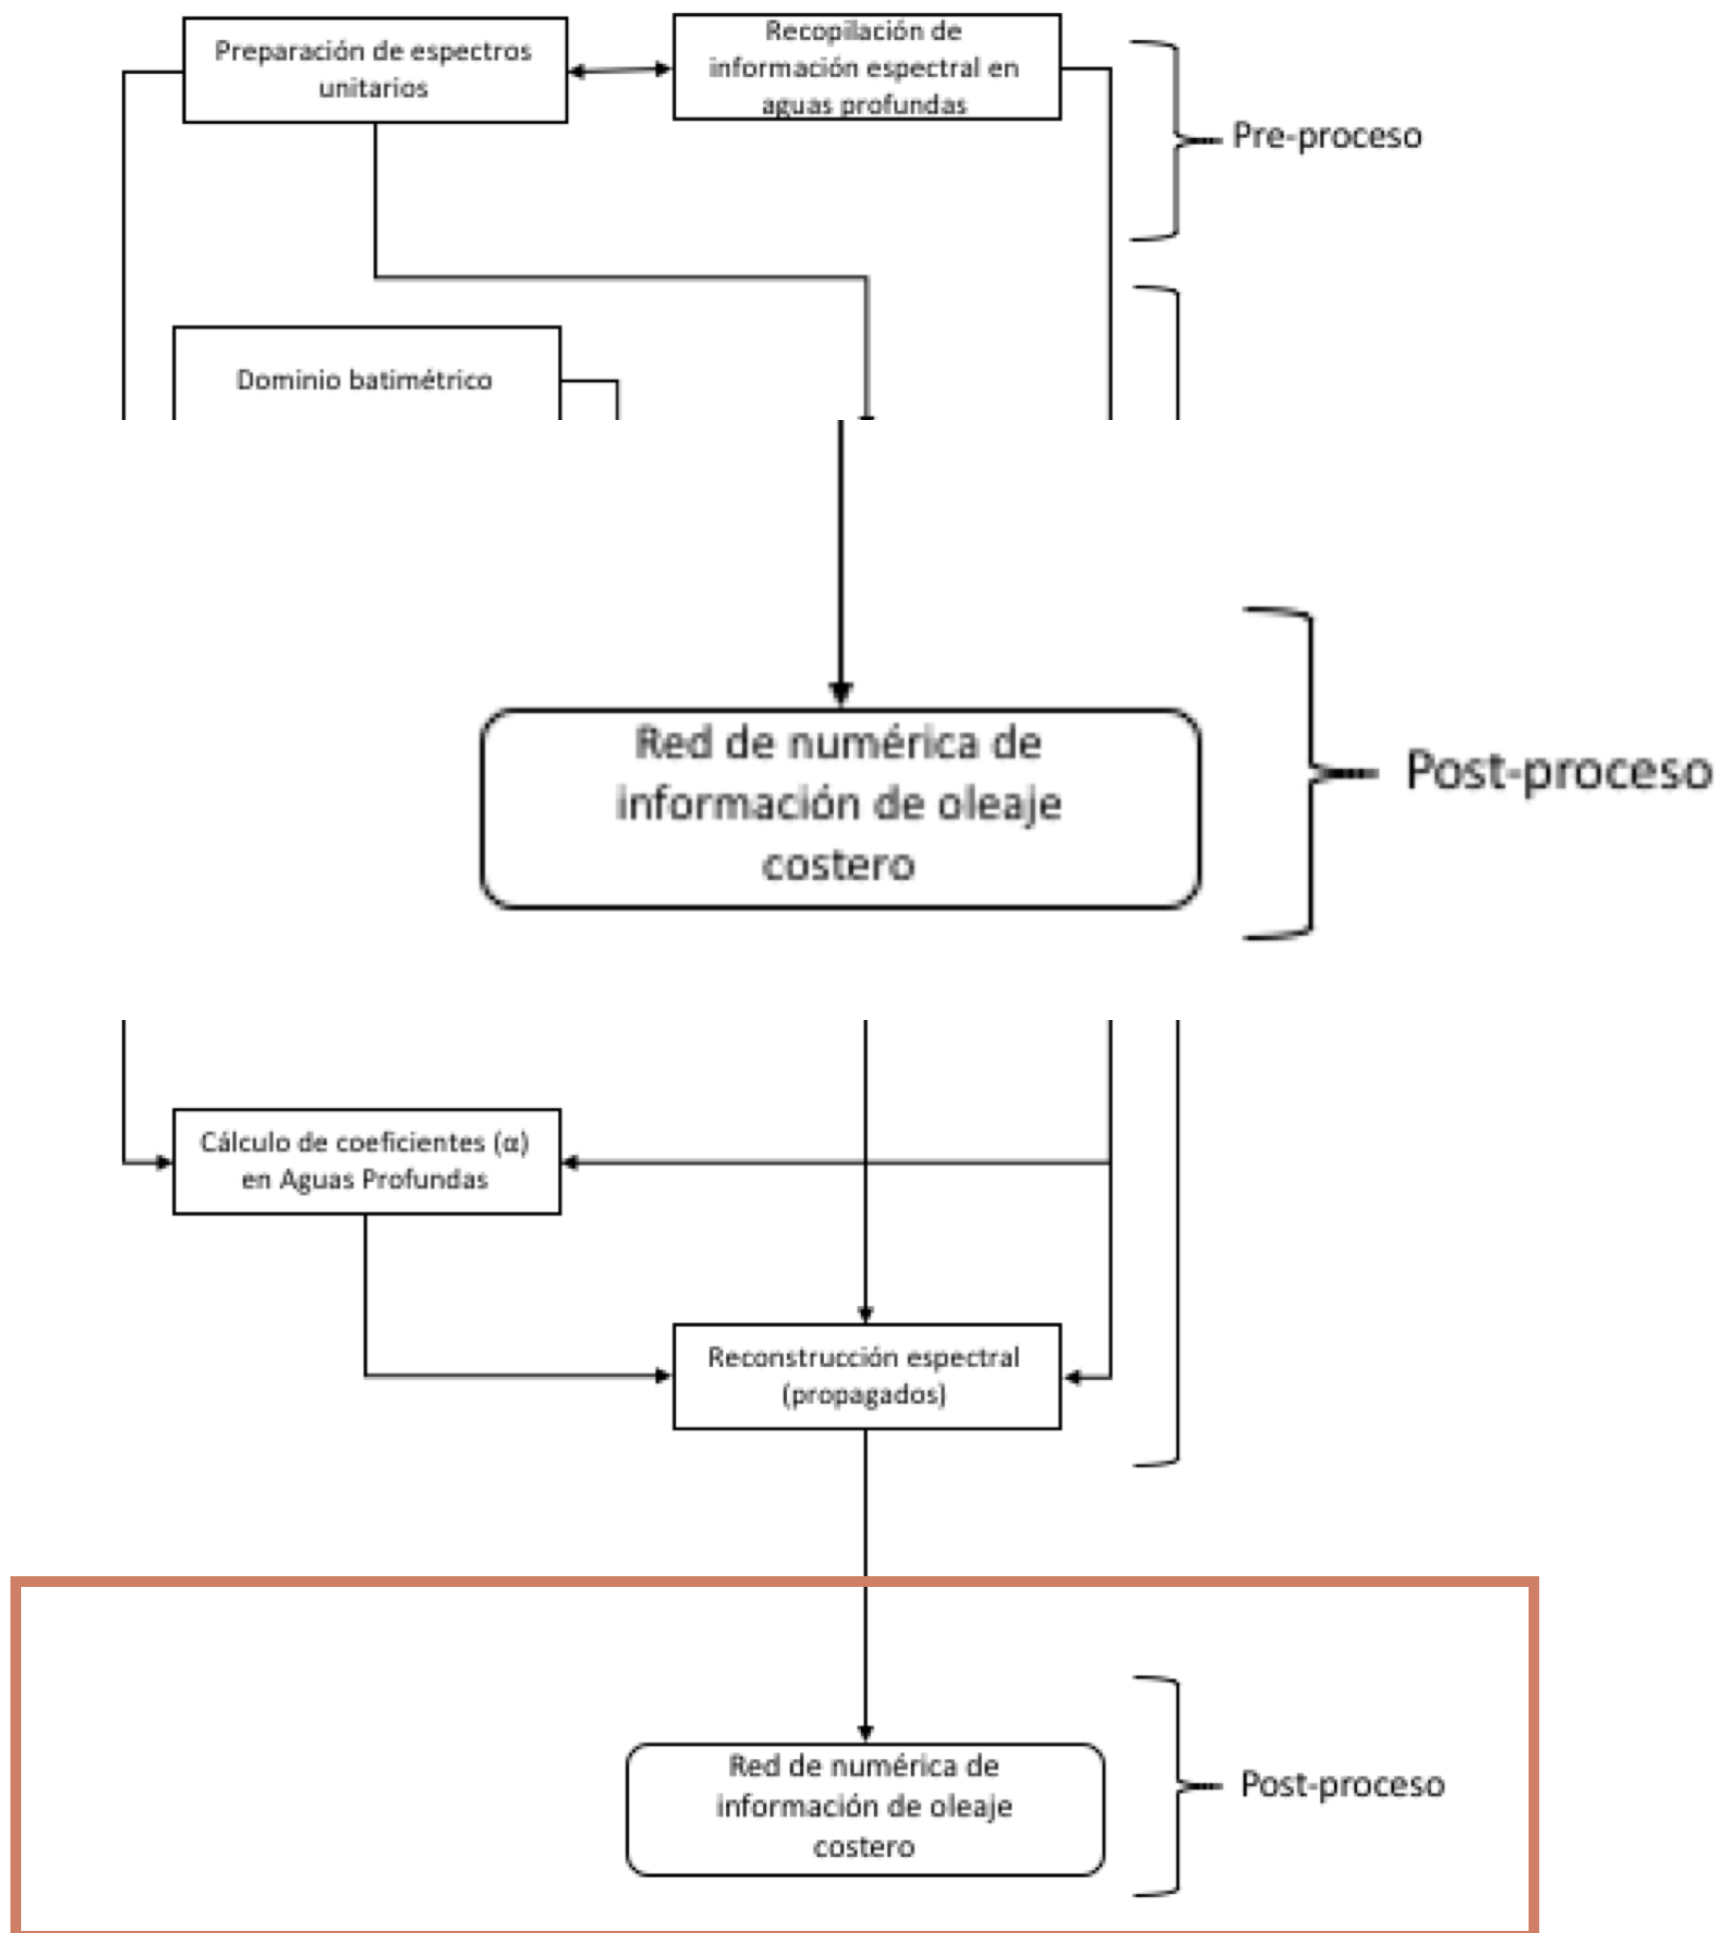 Preparación de espectros
unitarios
Recopilación de
información espectral en
aguas profundas
Pre-proceso
Dominio batimétrico
Red de numérica de
información de oleaje
costero
Post-proceso
Cálculo de coeficientes (α)
en Aguas Profundas
Reconstrucción espectral
(propagados)
Red de numérica de
información de oleaje
costero
Post-proceso